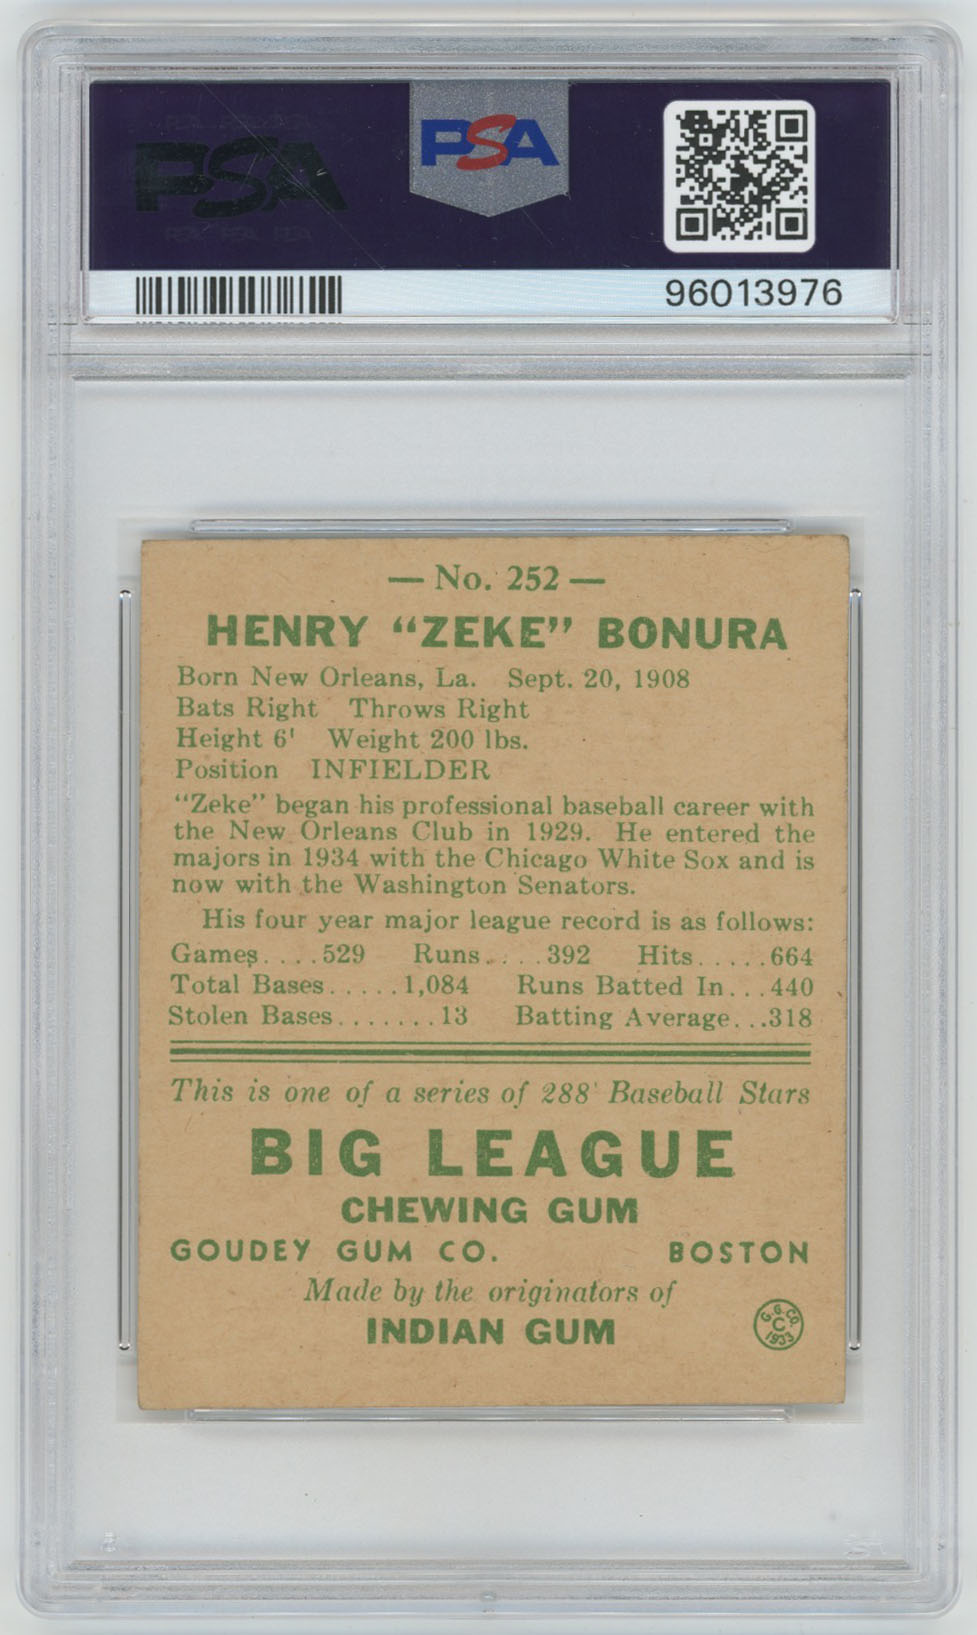 PSA
PSA
96013976
— No. 252 —
HENRY "ZEKE" BONURA
Born New Orleans, La. Sept. 20, 1908
Bats Right Throws Right
Height 6' Weight 200 lbs.
Position INFIELDER
"Zeke" began his professional baseball career with
the New Orleans Club in 1929. He entered the
majors in 1934 with the Chicago White Sox and is
now with the Washington Senators.
His four year major league record is as follows:
Games....529 Runs.....392 Hits.....664
Total Bases.....1,084 Runs Batted In...440
Stolen Bases.......13 Batting Average...318
This is one of a series of 288 Baseball Stars
BIG LEAGUE
CHEWING GUM
GOUDEY GUM CO. BOSTON
Made by the originators of
INDIAN GUM
G.G.CO.
C
1933